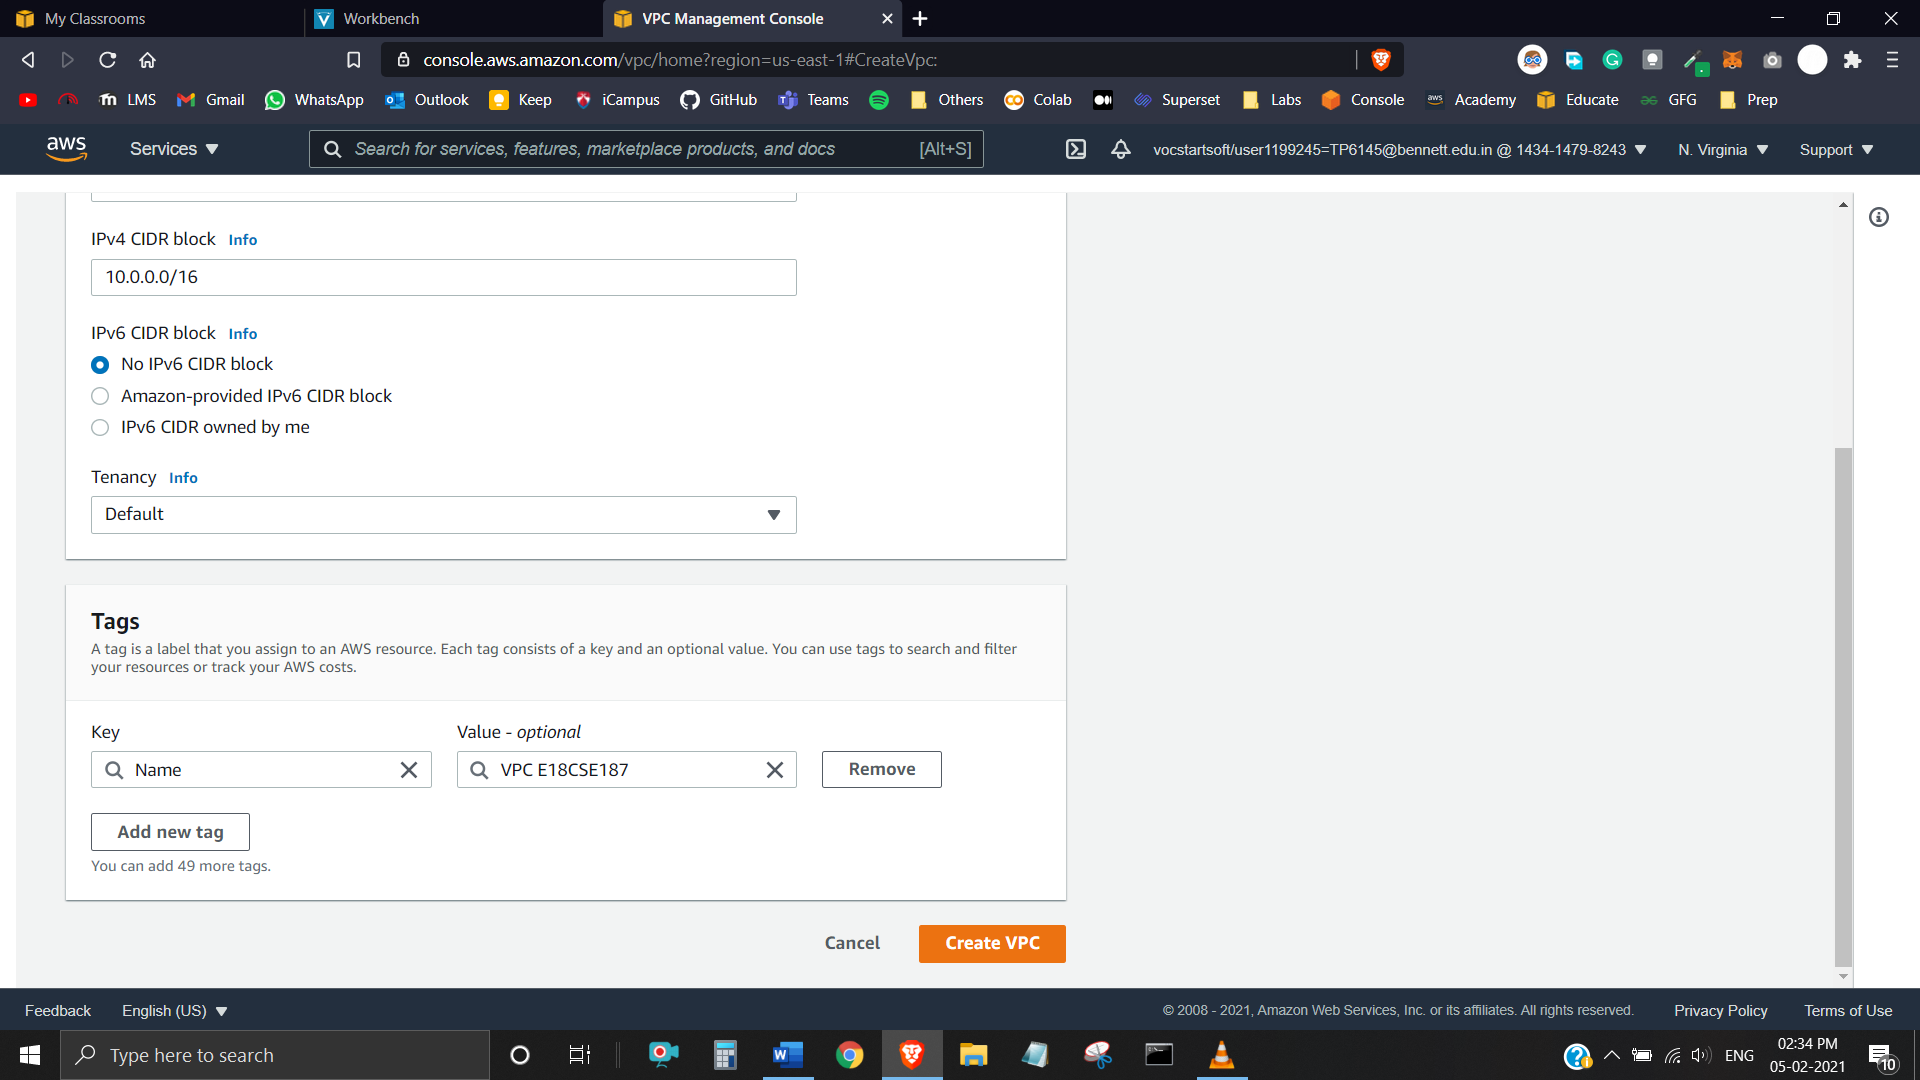 My Classrooms
Workbench
VPC Management Console
console.aws.amazon.com/vpc/home?region=us-east-1#CreateVpc:
LMS Gmail WhatsApp Outlook Keep iCampus GitHub Teams Others Colab Superset Labs Console Academy Educate GFG Prep
aws Services Search for services, features, marketplace products, and docs [Alt+S] vocstartsoft/user1199245=TP6145@bennett.edu.in @ 1434-1479-8243 N. Virginia Support
IPv4 CIDR block Info
10.0.0.0/16
IPv6 CIDR block Info
No IPv6 CIDR block
Amazon-provided IPv6 CIDR block
IPv6 CIDR owned by me
Tenancy Info
Default
Tags
A tag is a label that you assign to an AWS resource. Each tag consists of a key and an optional value. You can use tags to search and filter
your resources or track your AWS costs.
Key Value - optional
Name VPC E18CSE187 Remove
Add new tag
You can add 49 more tags.
Cancel Create VPC
Feedback English (US) © 2008 - 2021, Amazon Web Services, Inc. or its affiliates. All rights reserved. Privacy Policy Terms of Use
Type here to search
ENG
02:34 PM
05-02-2021
10